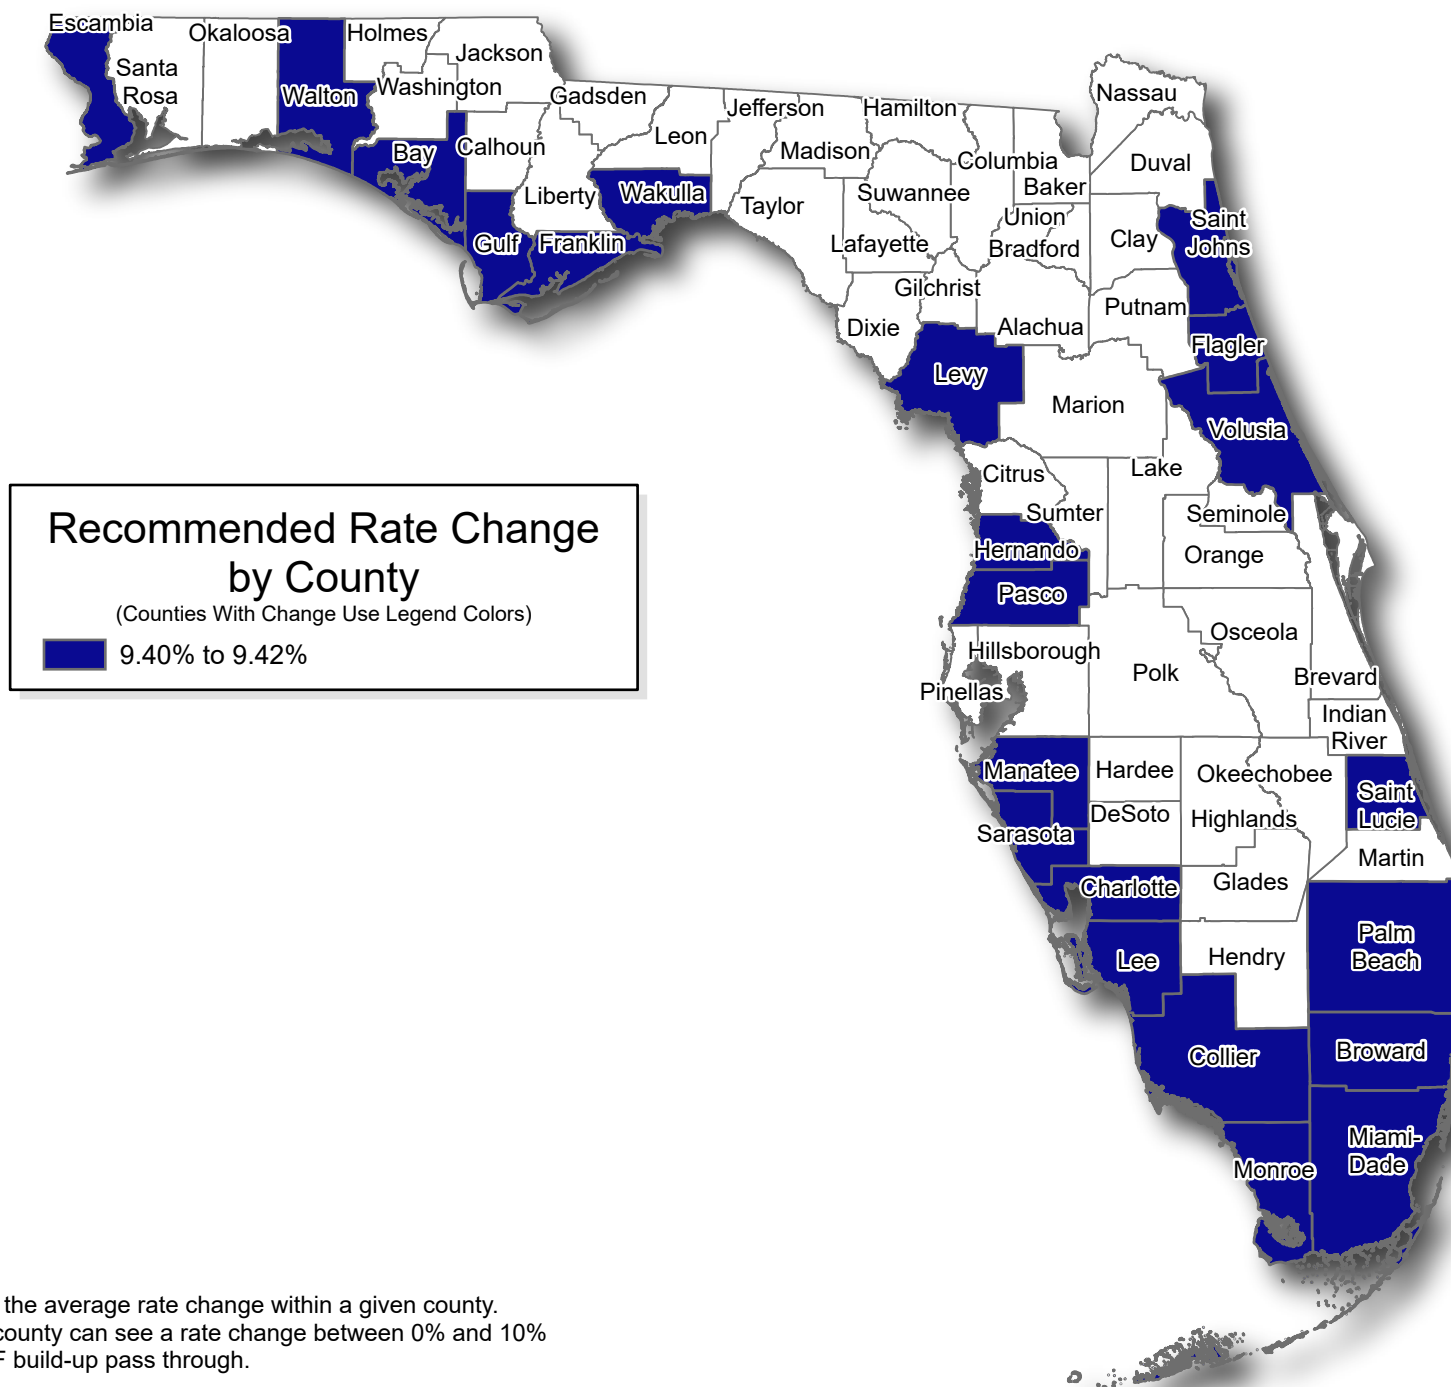 Escambia
Okaloosa
Holmes
Jackson
Santa
Rosa
Walton
Washington
Gadsden
Jefferson
Hamilton
Nassau
Bay
Calhoun
Leon
Madison
Columbia
Duval
Liberty
Wakulla
Taylor
Suwannee
Baker
Union
Saint
Johns
Gulf
Franklin
Lafayette
Bradford
Clay
Gilchrist
Putnam
Dixie
Alachua
Flagler
Levy
Marion
Volusia
Citrus
Lake
Sumter
Seminole
Hernando
Orange
Pasco
Osceola
Hillsborough
Polk
Brevard
Pinellas
Indian
River
Manatee
Hardee
Okeechobee
Saint
Lucie
Sarasota
DeSoto
Highlands
Martin
Charlotte
Glades
Palm
Beach
Lee
Hendry
Collier
Broward
Miami-
Dade
Monroe
Recommended Rate Change
by County
(Counties With Change Use Legend Colors)
9.40% to 9.42%
the average rate change within a given county.
county can see a rate change between 0% and 10%
F build-up pass through.